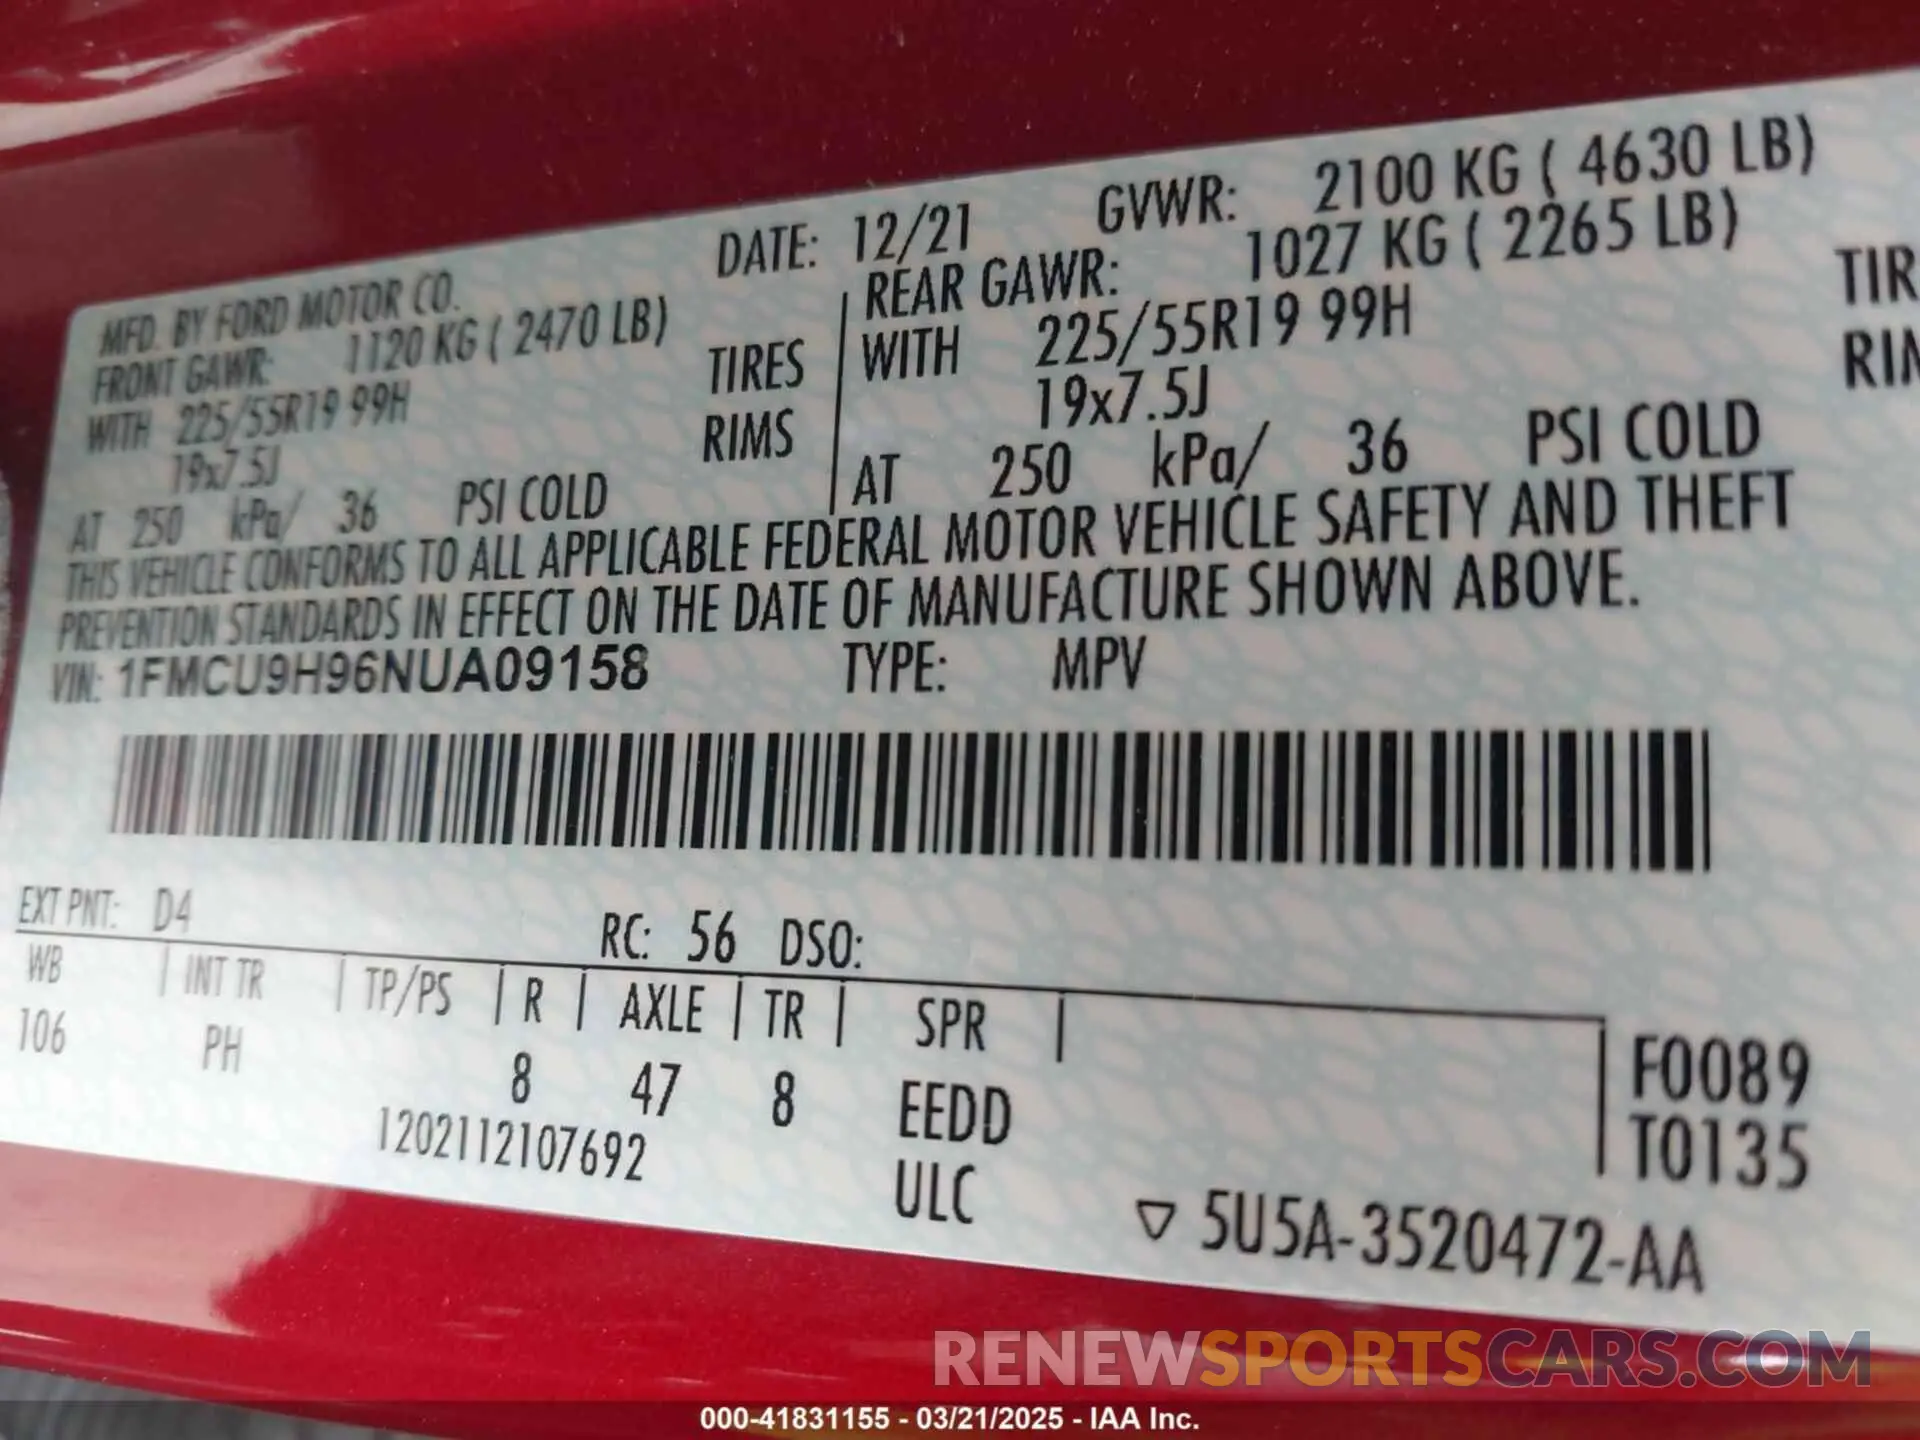 MFD. BY FORD MOTOR CO. DATE: 12/21 GVWR: 2100 KG ( 4630 LB)
FRONT GAWR: 1120 KG ( 2470 LB) REAR GAWR: 1027 KG ( 2265 LB)
WITH 225/55R19 99H TIRES WITH 225/55R19 99H TIR
19x7.5J RIMS 19x7.5J RIM
AT 250 kPa/ 36 PSI COLD AT 250 kPa/ 36 PSI COLD
THIS VEHICLE CONFORMS TO ALL APPLICABLE FEDERAL MOTOR VEHICLE SAFETY AND THEFT
PREVENTION STANDARDS IN EFFECT ON THE DATE OF MANUFACTURE SHOWN ABOVE.
VIN: 1FMCU9H96NUA09158 TYPE: MPV
EXT PNT: D4 RC: 56 DSO:
WB | INT TR | TP/PS | R | AXLE | TR | SPR | F0089
106 PH 8 47 8 EEDD T0135
1202112107692 ULC ▽ 5U5A-3520472-AA
RENEWSPORTSCARS.COM
000-41831155 - 03/21/2025 - IAA Inc.